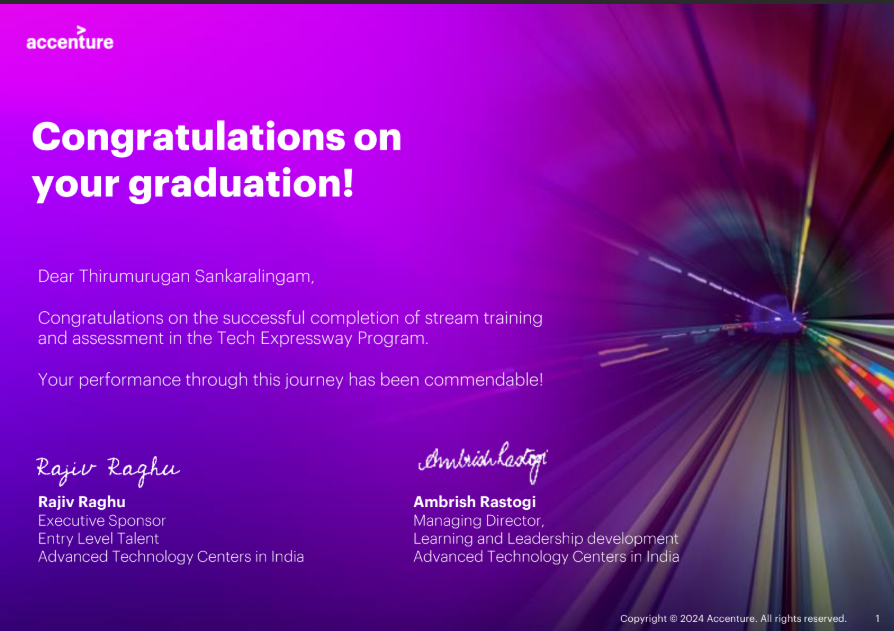 accenture
Congratulations on
your graduation!
Dear Thirumurugan Sankaralingam,
Congratulations on the successful completion of stream training
and assessment in the Tech Expressway Program.
Your performance through this journey has been commendable!
Rajiv Raghu
Rajiv Raghu
Executive Sponsor
Entry Level Talent
Advanced Technology Centers in India
Ambrish Rastogi
Ambrish Rastogi
Managing Director,
Learning and Leadership development
Advanced Technology Centers in India
Copyright © 2024 Accenture. All rights reserved. 1